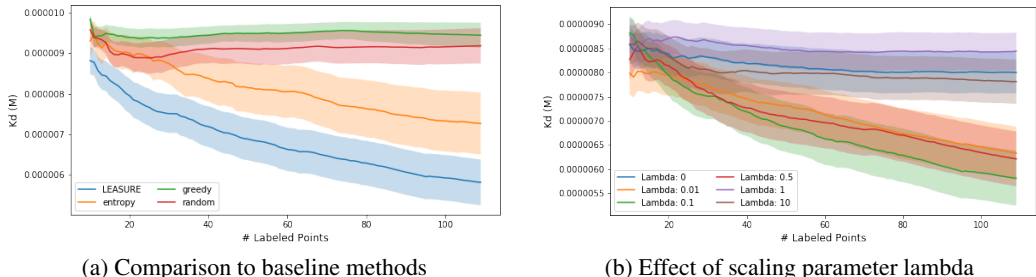 0.000010
0.000009
0.000008
0.000007
0.000006
Kd (M)
LEASURE
entropy
greedy
random
20 40 60 80 100
# Labeled Points
(a) Comparison to baseline methods
0.0000090
0.0000085
0.0000080
0.0000075
0.0000070
0.0000065
0.0000060
0.0000055
Kd (M)
Lambda: 0
Lambda: 0.01
Lambda: 0.1
Lambda: 0.5
Lambda: 1
Lambda: 10
20 40 60 80 100
# Labeled Points
(b) Effect of scaling parameter lambda